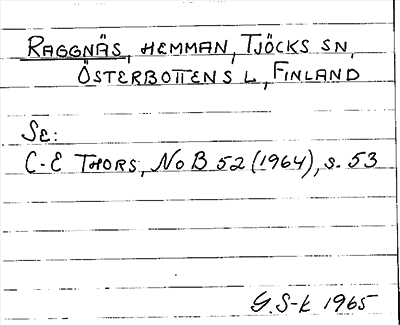 RAGGNÄS, HEMMAN, TJÖCKS SN,
ÖSTERBOTTENS L, FINLAND
SE:
C-E THORS, NoB 52 (1964), s. 53
G.S-k 1965